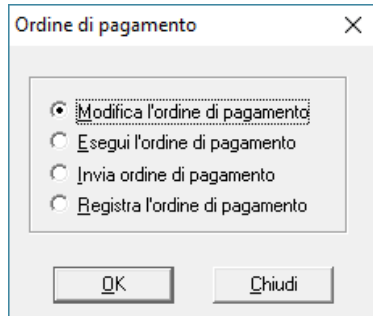 Ordine di pagamento
Modifica l'ordine di pagamento
Esegui l'ordine di pagamento
Invia ordine di pagamento
Registra l'ordine di pagamento
OK
Chiudi